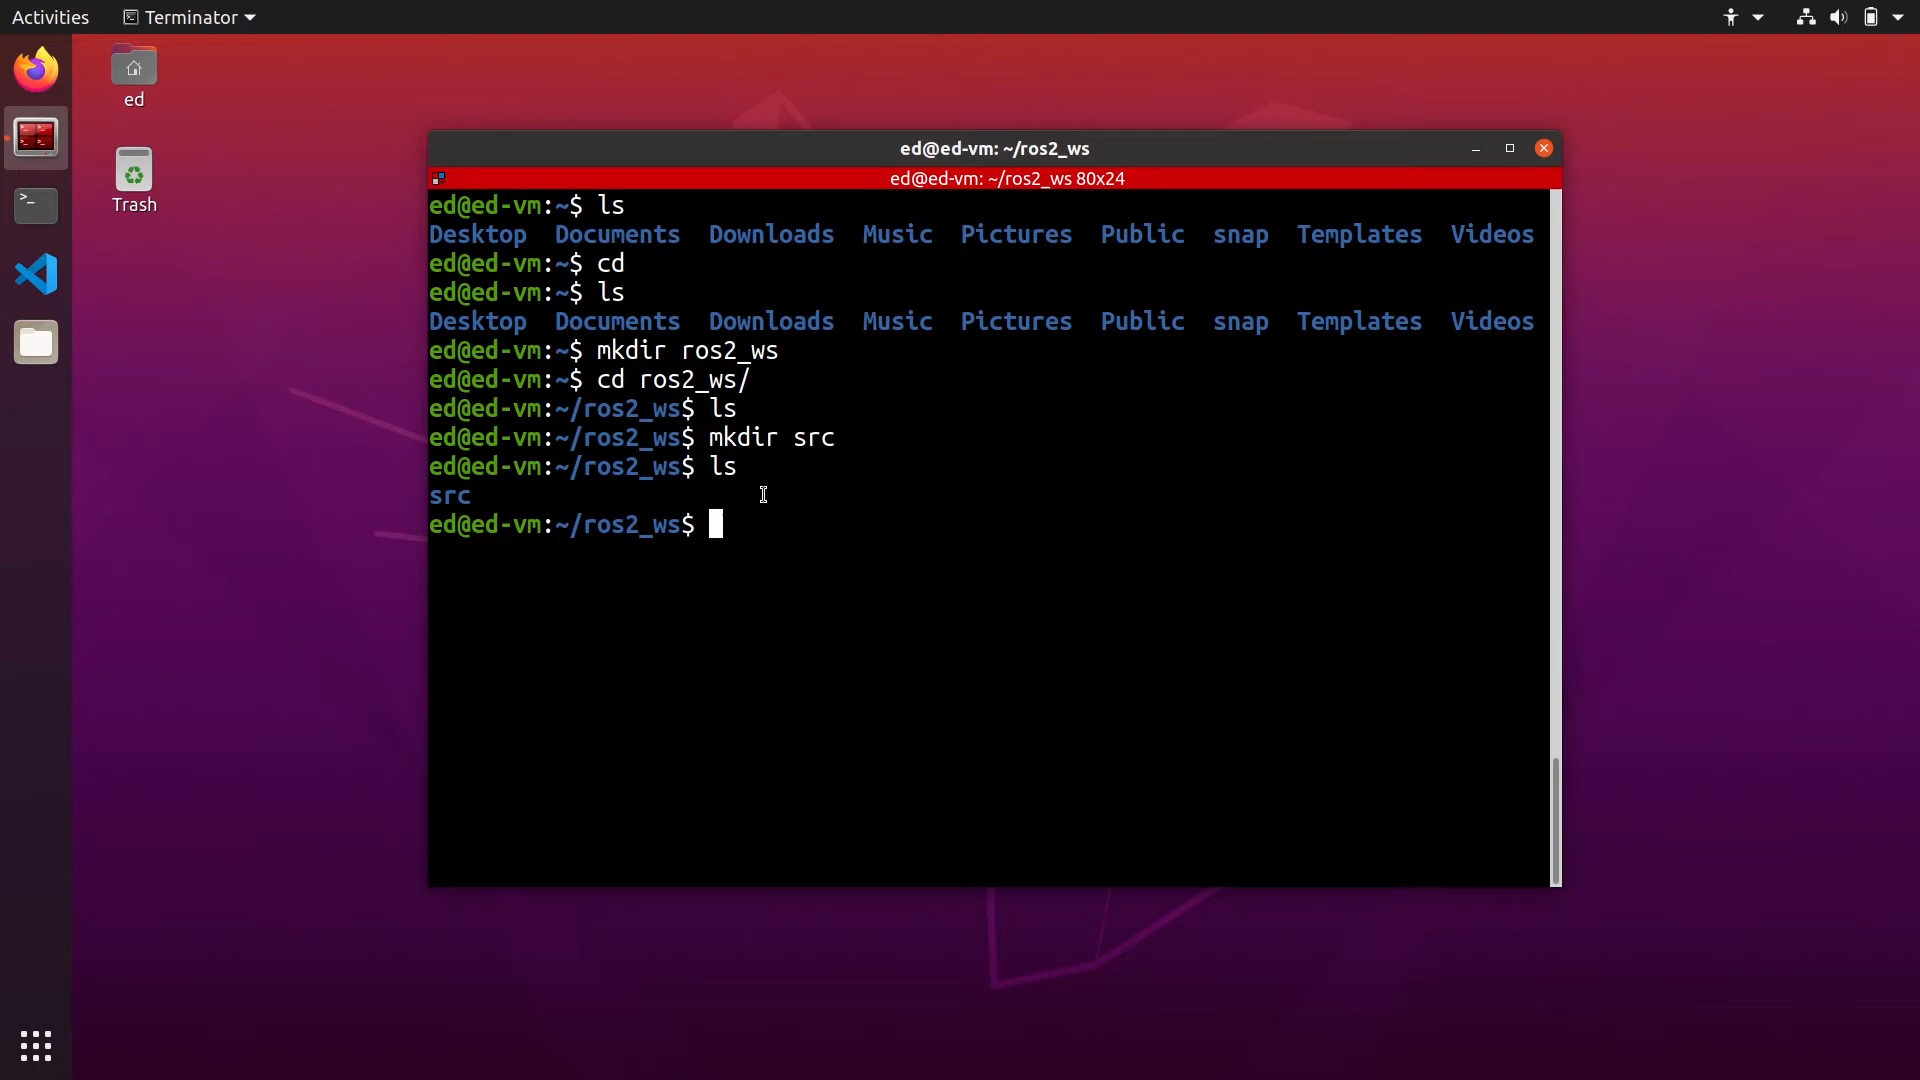 Activities
Terminator
ed
Trash
ed@ed-vm: ~/ros2_ws
ed@ed-vm: ~/ros2_ws 80x24
ed@ed-vm:~$ ls
Desktop  Documents  Downloads  Music  Pictures  Public  snap  Templates  Videos
ed@ed-vm:~$ cd
ed@ed-vm:~$ ls
Desktop  Documents  Downloads  Music  Pictures  Public  snap  Templates  Videos
ed@ed-vm:~$ mkdir ros2_ws
ed@ed-vm:~$ cd ros2_ws/
ed@ed-vm:~/ros2_ws$ ls
ed@ed-vm:~/ros2_ws$ mkdir src
ed@ed-vm:~/ros2_ws$ ls
src
ed@ed-vm:~/ros2_ws$